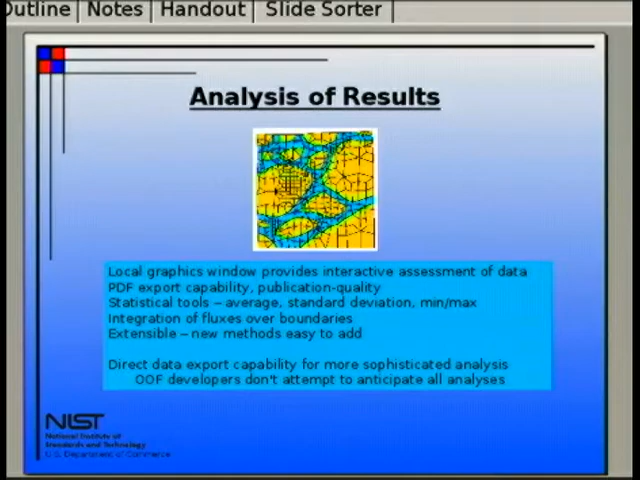 Outline Notes Handout Slide Sorter
Analysis of Results
Local graphics window provides interactive assessment of data
PDF export capability, publication-quality
Statistical tools – average, standard deviation, min/max
Integration of fluxes over boundaries
Extensible – new methods easy to add
Direct data export capability for more sophisticated analysis
OOF developers don't attempt to anticipate all analyses
NIST
National Institute of
Standards and Technology
U.S. Department of Commerce